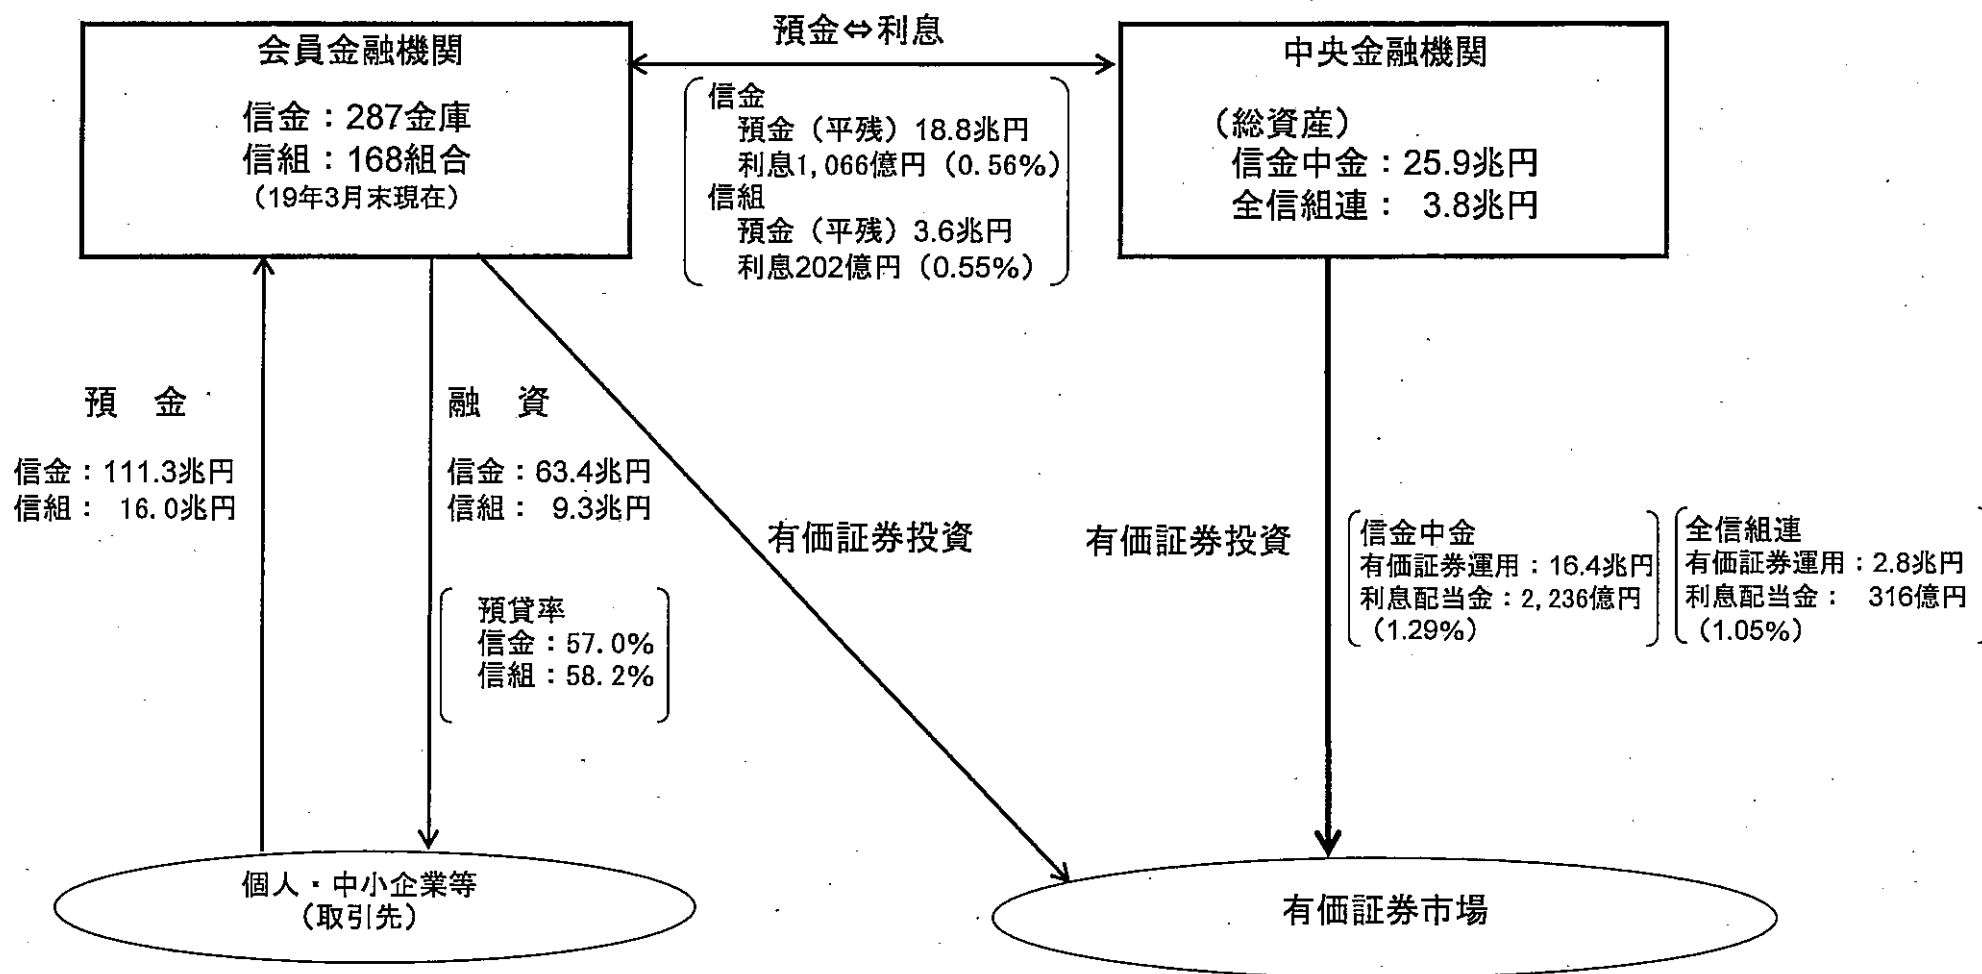 預金⇔利息
会員金融機関
信金：287金庫
信組：168組合
（19年3月末現在）
信金
預金（平残）18.8兆円
利息1,066億円（0.56%）
信組
預金（平残）3.6兆円
利息202億円（0.55%）
中央金融機関
（総資産）
信金中金：25.9兆円
全信組連： 3.8兆円
預 金
信金：111.3兆円
信組： 16.0兆円
融 資
信金：63.4兆円
信組： 9.3兆円
預貸率
信金：57.0%
信組：58.2%
有価証券投資
有価証券投資
信金中金
有価証券運用：16.4兆円
利息配当金：2,236億円
（1.29%）
全信組連
有価証券運用：2.8兆円
利息配当金： 316億円
（1.05%）
個人・中小企業等
（取引先）
有価証券市場